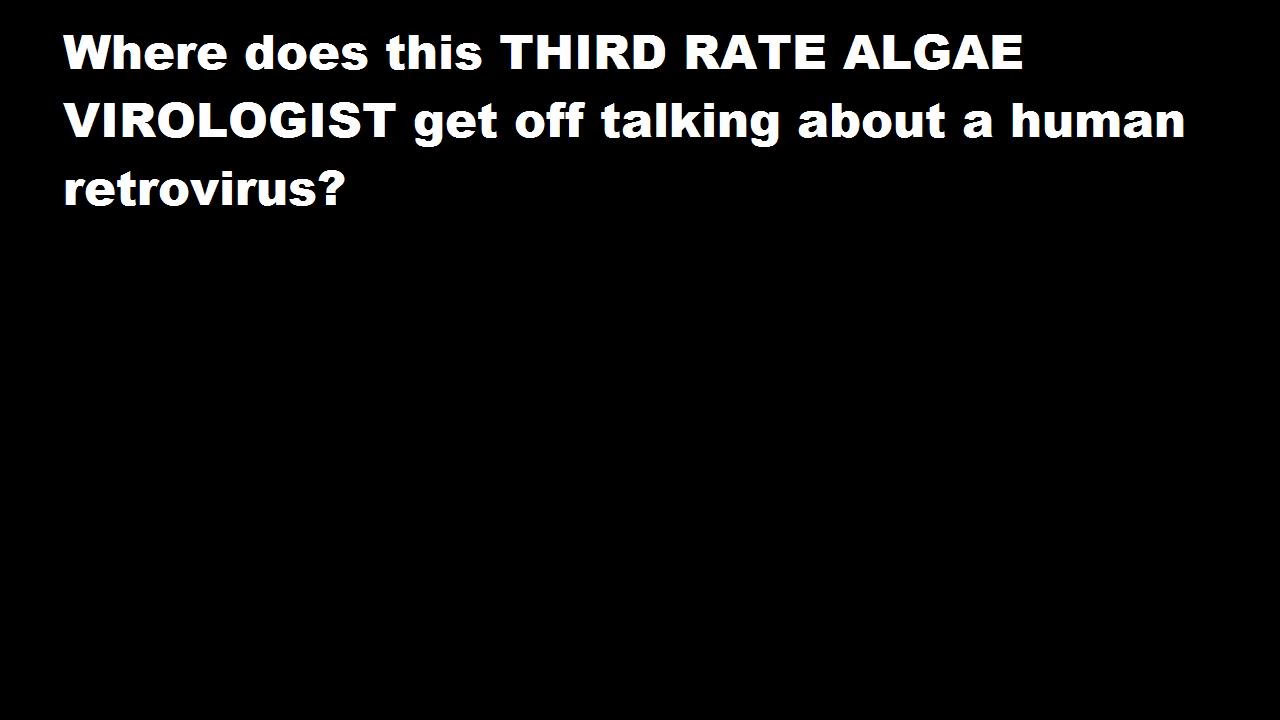 Where does this THIRD RATE ALGAE
VIROLOGIST get off talking about a human
retrovirus?